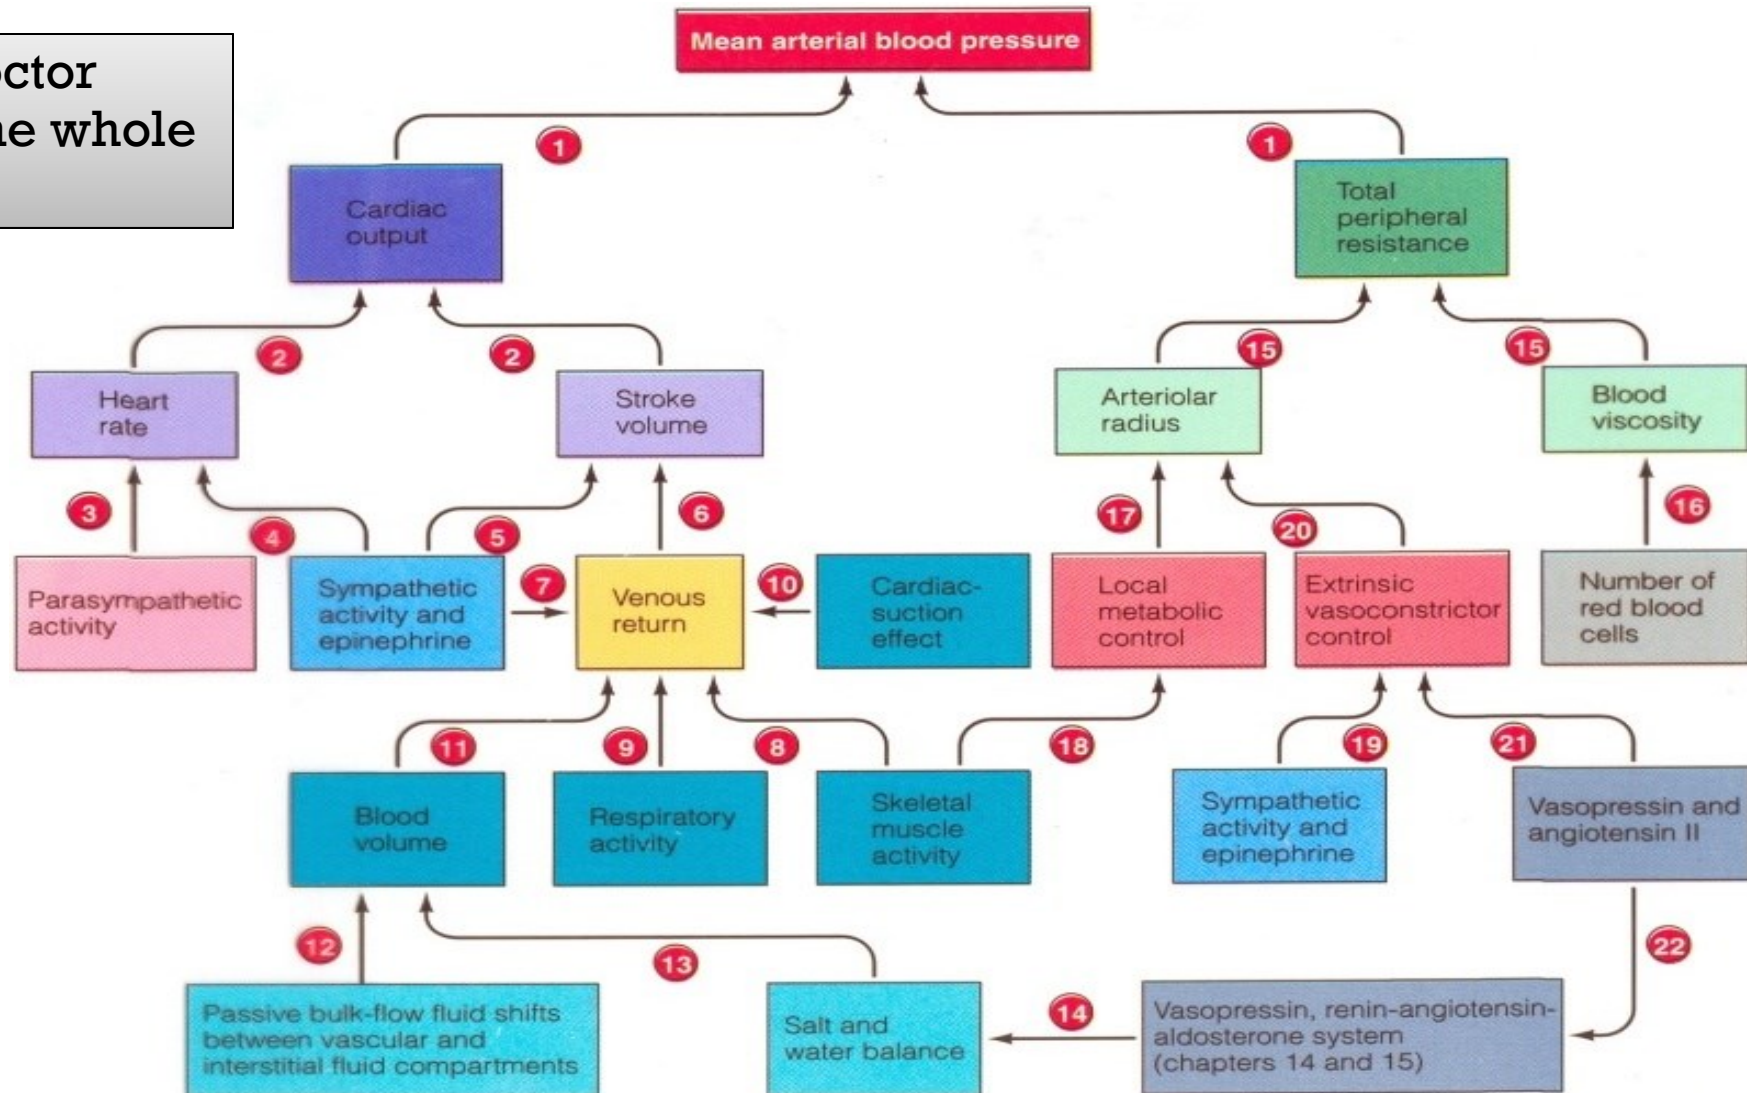 octor
he whole
Mean arterial blood pressure
1
1
Cardiac
output
Total
peripheral
resistance
2
2
15
15
Heart
rate
Stroke
volume
Arteriolar
radius
Blood
viscosity
3
4
5
6
17
20
16
Parasympathetic
activity
Sympathetic
activity and
epinephrine
7
Venous
return
10
Cardiac-
suction
effect
Local
metabolic
control
Extrinsic
vasoconstrictor
control
Number of
red blood
cells
11
9
8
18
19
21
Blood
volume
Respiratory
activity
Skeletal
muscle
activity
Sympathetic
activity and
epinephrine
Vasopressin and
angiotensin II
12
13
22
Passive bulk-flow fluid shifts
between vascular and
interstitial fluid compartments
Salt and
water balance
14
Vasopressin, renin-angiotensin-
aldosterone system
(chapters 14 and 15)